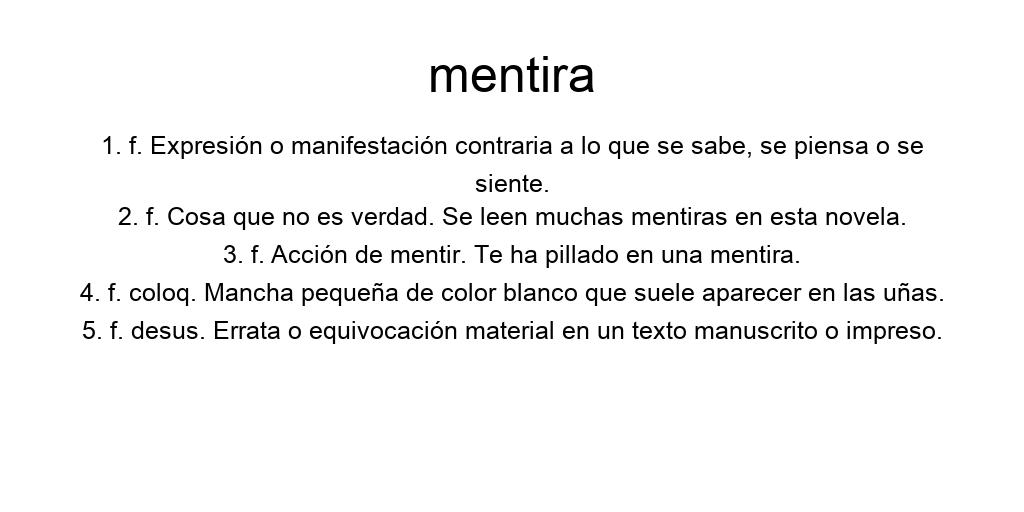 mentira
1. f. Expresión o manifestación contraria a lo que se sabe, se piensa o se
siente.
2. f. Cosa que no es verdad. Se leen muchas mentiras en esta novela.
3. f. Acción de mentir. Te ha pillado en una mentira.
4. f. coloq. Mancha pequeña de color blanco que suele aparecer en las uñas.
5. f. desus. Errata o equivocación material en un texto manuscrito o impreso.